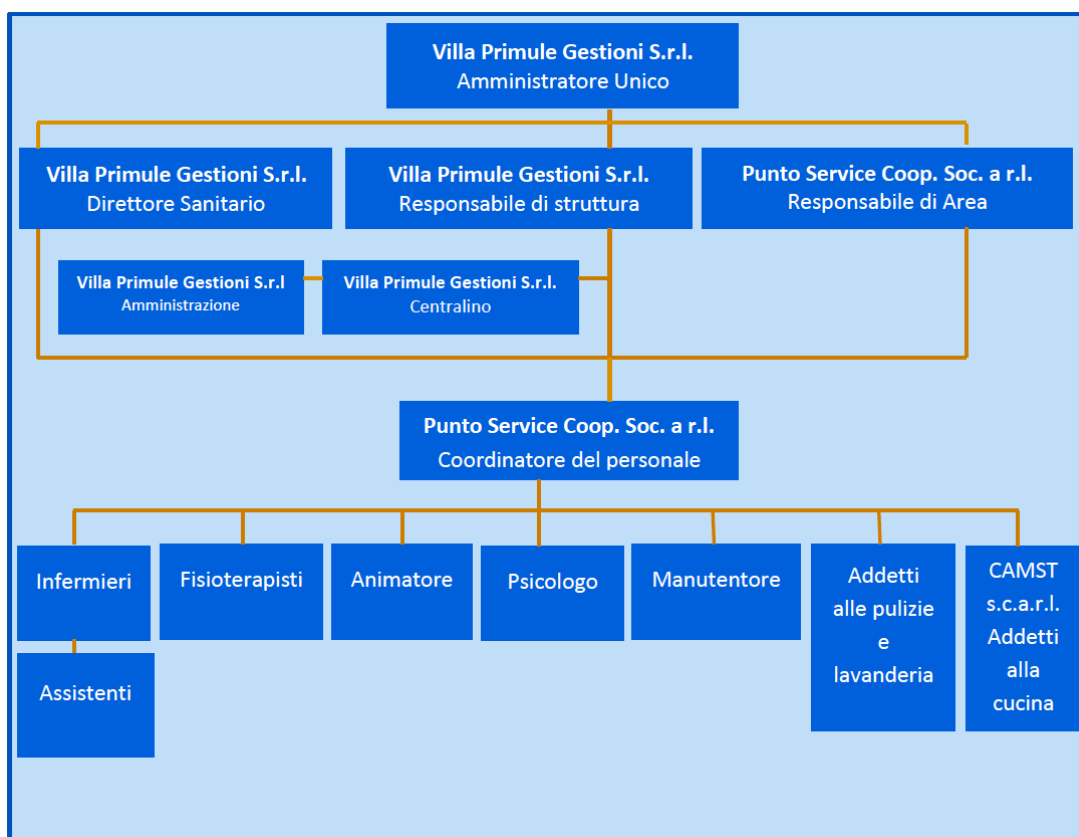 Villa Primule Gestioni S.r.l.
Amministratore Unico
Villa Primule Gestioni S.r.l.
Direttore Sanitario
Villa Primule Gestioni S.r.l.
Responsabile di struttura
Punto Service Coop. Soc. a r.l.
Responsabile di Area
Villa Primule Gestioni S.r.l
Amministrazione
Villa Primule Gestioni S.r.l.
Centralino
Punto Service Coop. Soc. a r.l.
Coordinatore del personale
Infermieri
Fisioterapisti
Animatore
Psicologo
Manutentore
Addetti
alle pulizie
e
lavanderia
CAMST
s.c.a.r.l.
Addetti
alla
cucina
Assistenti